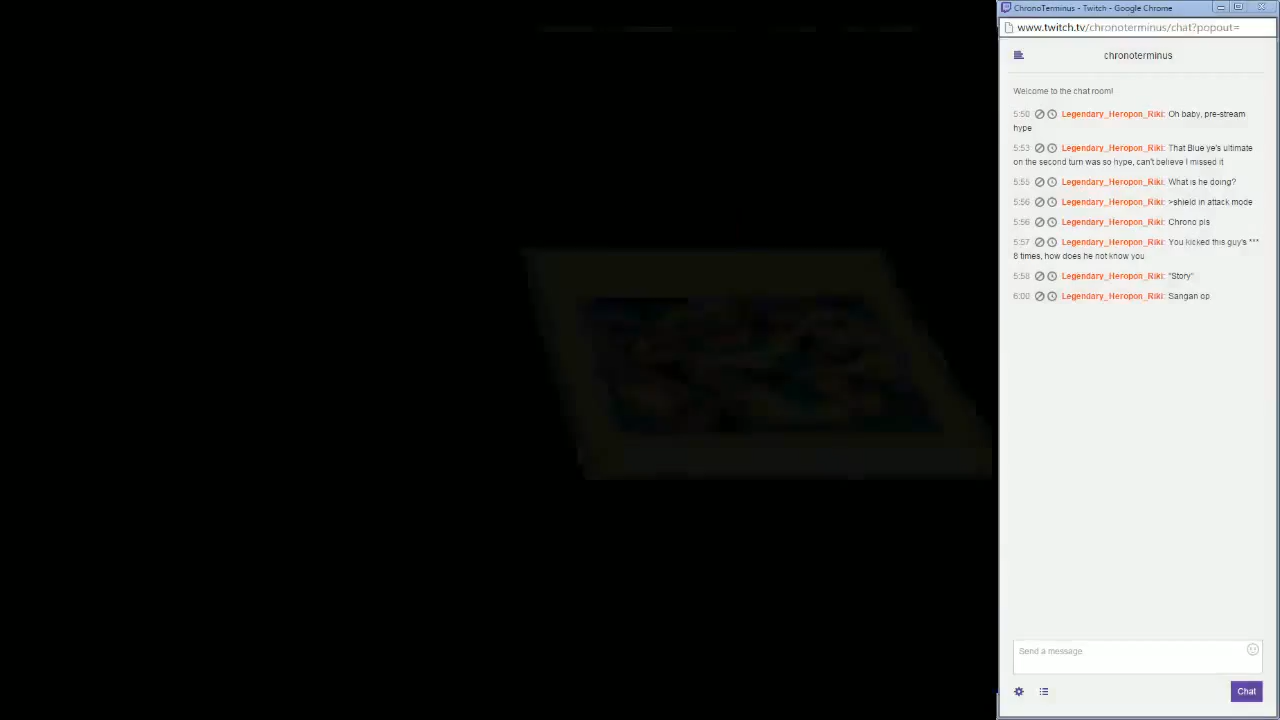 ChronoTerminus - Twitch - Google Chrome
www.twitch.tv/chronoterminus/chat?popout=
chronoterminus
Welcome to the chat room!
5:50 Legendary_Heropon_Riki: Oh baby, pre-stream
hype
5:53 Legendary_Heropon_Riki: That Blue ye's ultimate
on the second turn was so hype, can't believe I missed it
5:55 Legendary_Heropon_Riki: What is he doing?
5:56 Legendary_Heropon_Riki: >shield in attack mode
5:56 Legendary_Heropon_Riki: Chrono pls
5:57 Legendary_Heropon_Riki: You kicked this guy's ***
8 times, how does he not know you
5:58 Legendary_Heropon_Riki: "Story"
6:00 Legendary_Heropon_Riki: Sangan op
Send a message
Chat